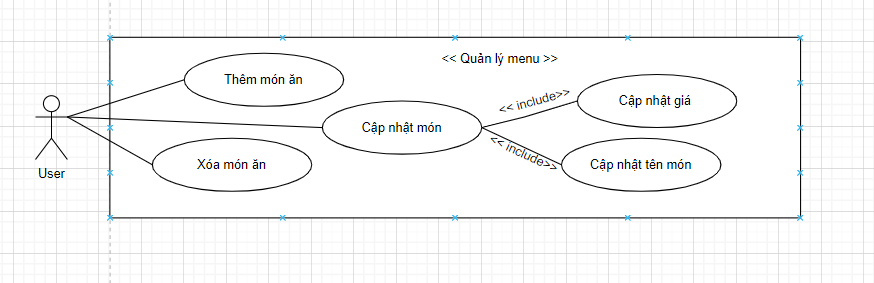 << Quản lý menu >>
Thêm món ăn
<< include>>
Cập nhật giá
Cập nhật món
<< include>>
Xóa món ăn
Cập nhật tên món
User